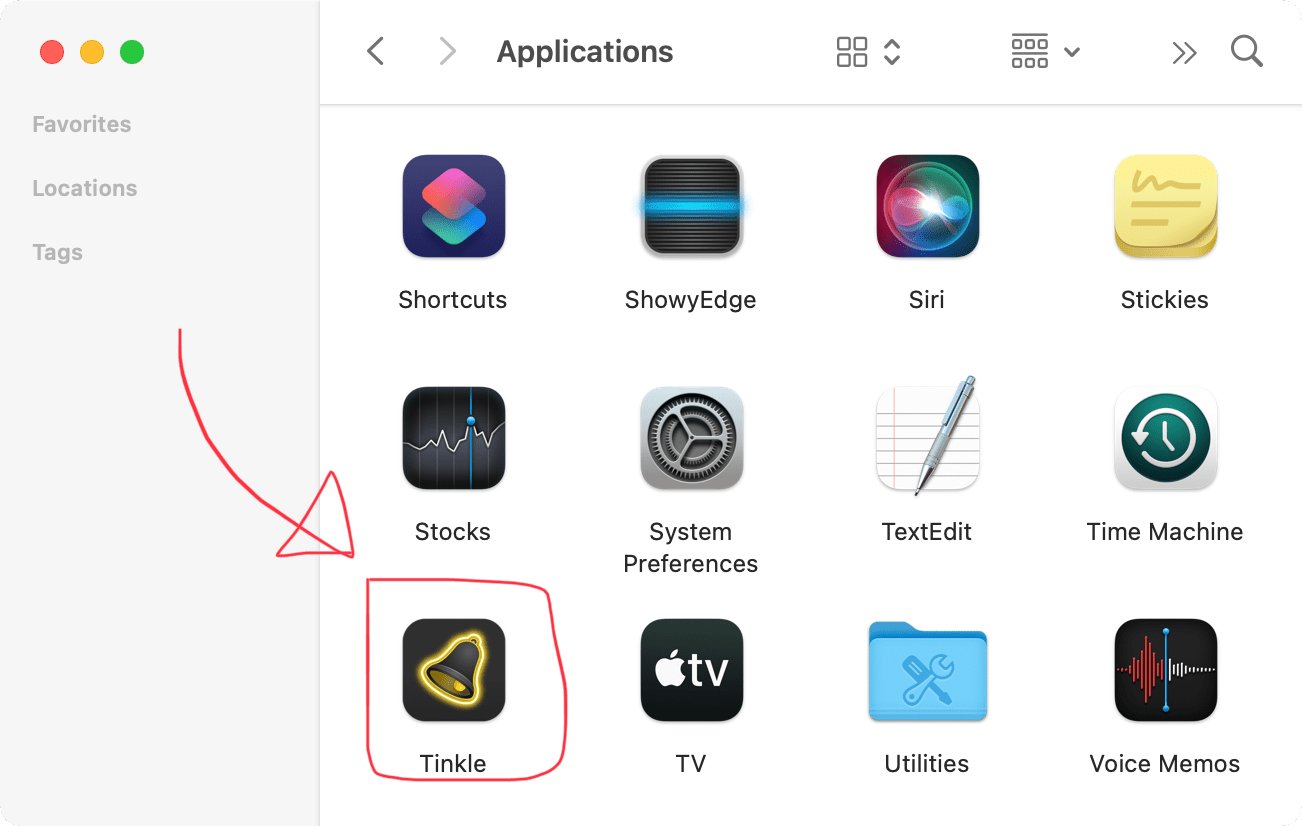 Applications
Favorites
Locations
Tags
Shortcuts
ShowyEdge
Siri
Stickies
Stocks
System
Preferences
TextEdit
Time Machine
tv
Tinkle
TV
Utilities
Voice Memos